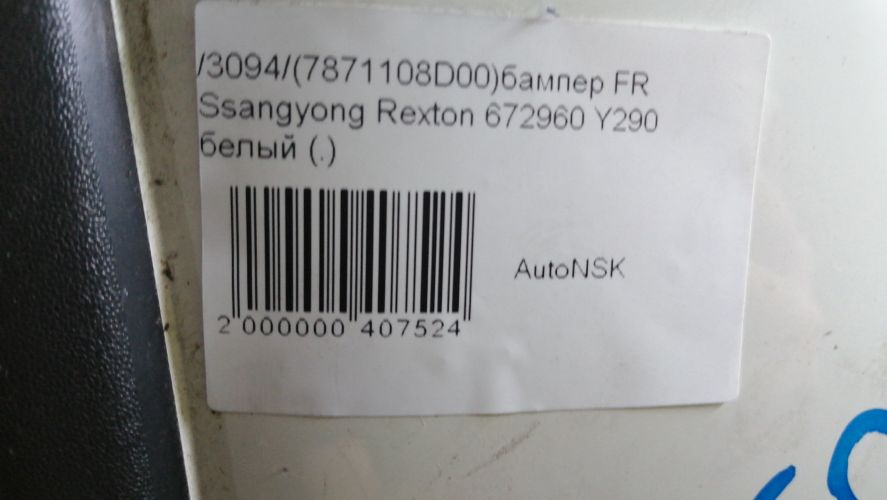 /3094/(7871108D00)бампер FR
Ssangyong Rexton 672960 Y290
белый (.)
AutoNSK
2 000000 407524